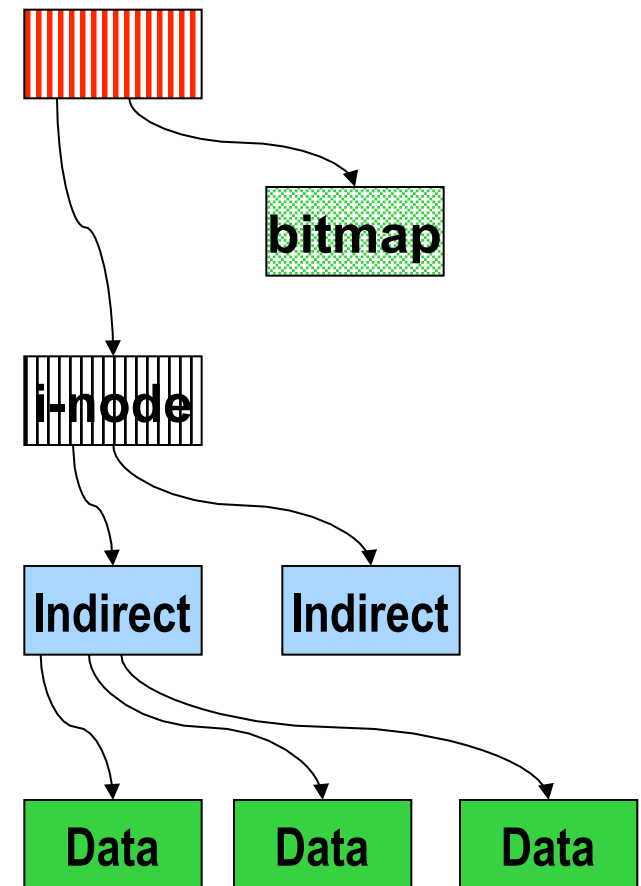 bitmap
i-node
Indirect
Indirect
Data
Data
Data